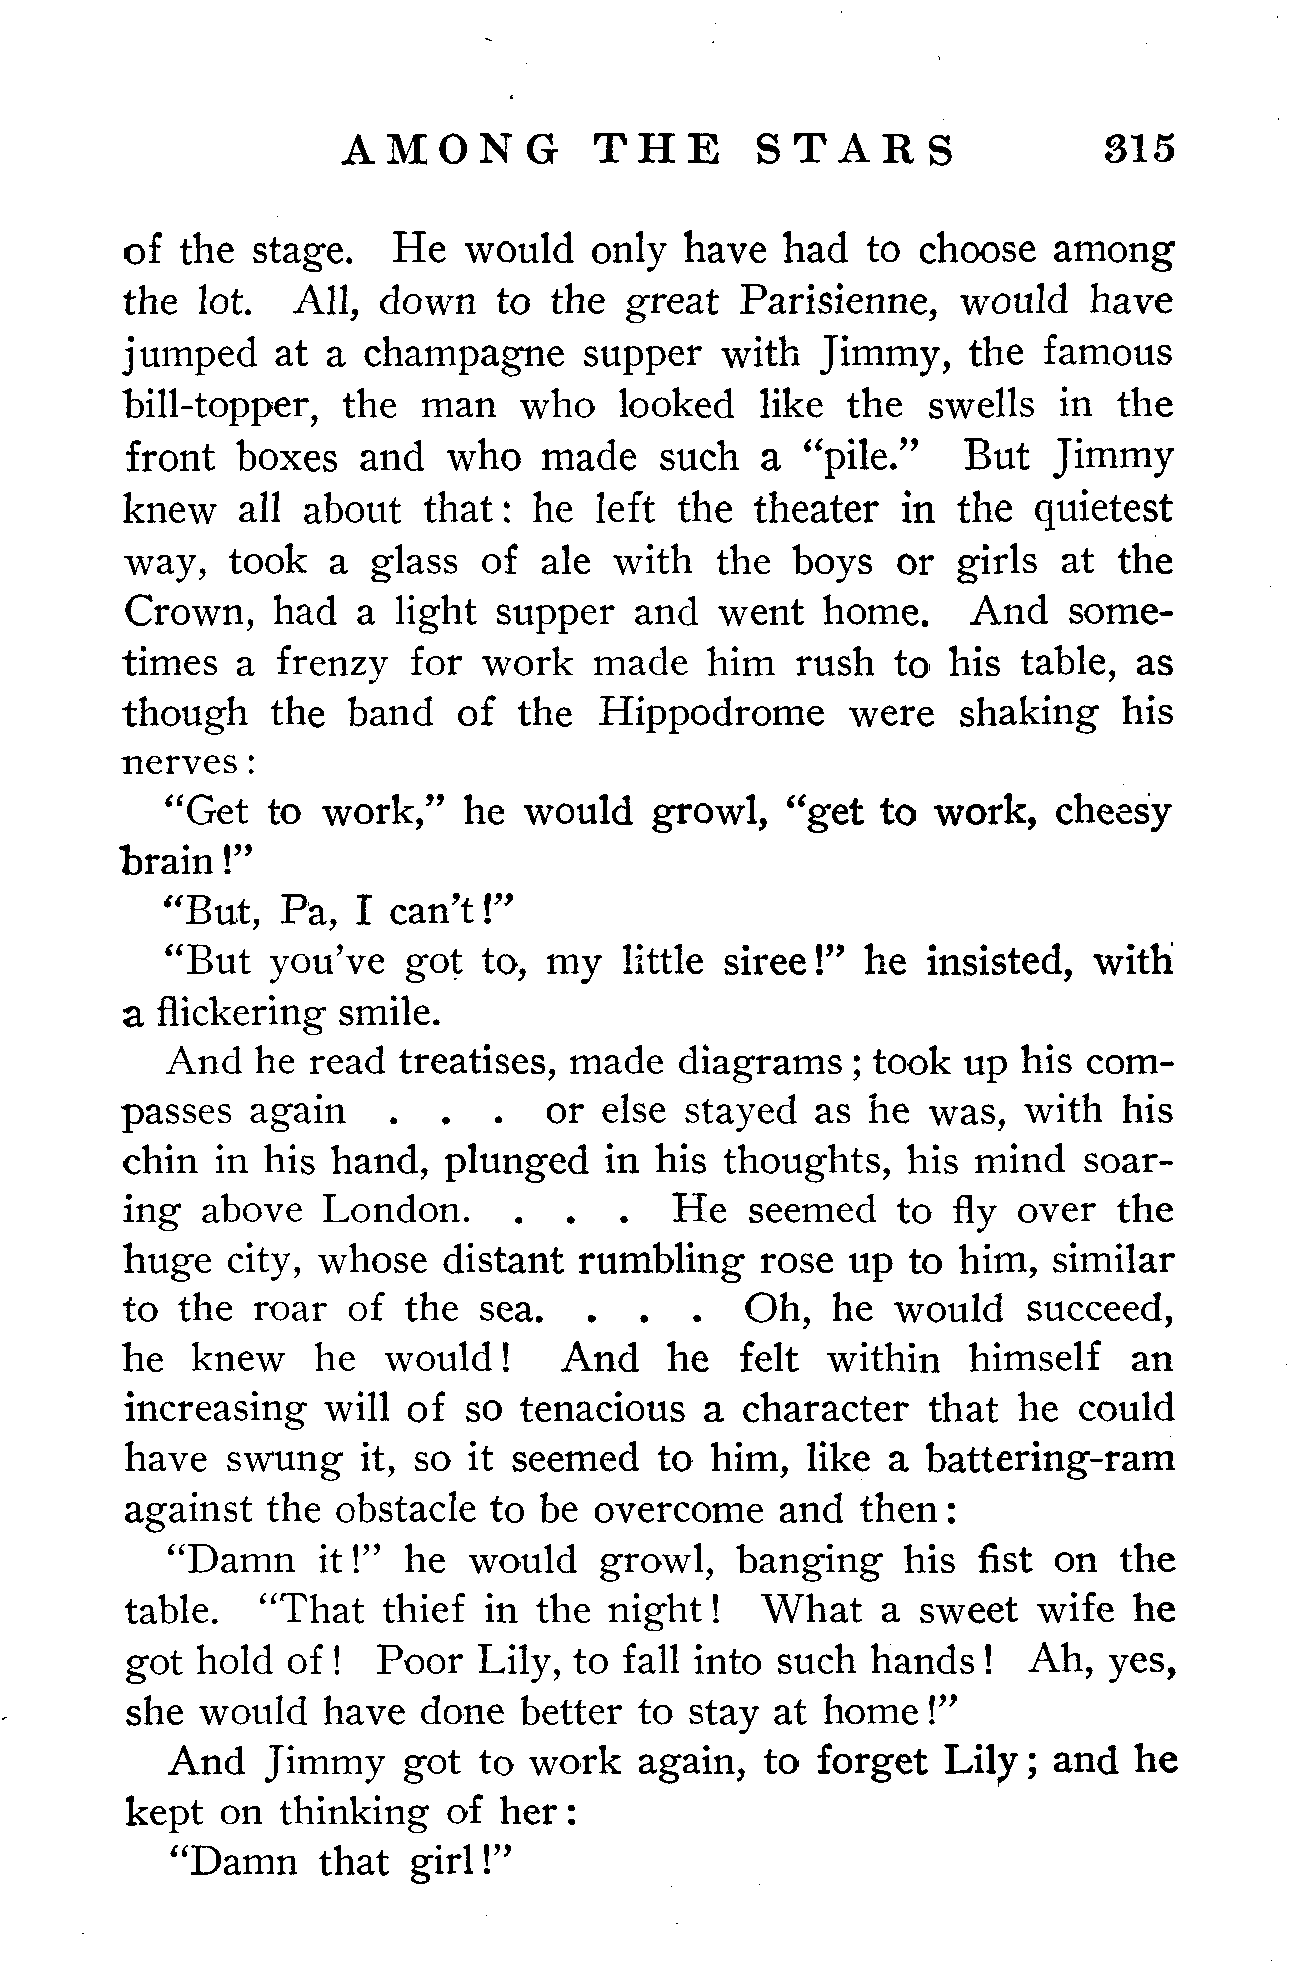 AMONG THE STARS 315
of the stage. He would only have had to choose among
the lot. All, down to the great Parisienne, would have
jumped at a champagne supper with Jimmy, the famous
bill-topper, the man who looked like the swells in the
front boxes and who made such a “pile.” But Jimmy
knew all about that: he left the theater in the quietest
way, took a glass of ale with the boys or girls at the
Crown, had a light supper and went home. And some-
times a frenzy for work made him rush to his table, as
though the band of the Hippodrome were shaking his
nerves:
“Get to work,” he would growl, “get to work, cheesy
brain!”
“But, Pa, I can’t!”
“But you’ve got to, my little siree!” he insisted, with
a flickering smile.
And he read treatises, made diagrams; took up his com-
passes again . . . or else stayed as he was, with his
chin in his hand, plunged in his thoughts, his mind soar-
ing above London. . . . He seemed to fly over the
huge city, whose distant rumbling rose up to him, similar
to the roar of the sea. . . . Oh, he would succeed,
he knew he would! And he felt within himself an
increasing will of so tenacious a character that he could
have swung it, so it seemed to him, like a battering-ram
against the obstacle to be overcome and then:
“Damn it!” he would growl, banging his fist on the
table. “That thief in the night! What a sweet wife he
got hold of! Poor Lily, to fall into such hands! Ah, yes,
she would have done better to stay at home!”
And Jimmy got to work again, to forget Lily; and he
kept on thinking of her:
“Damn that girl!”